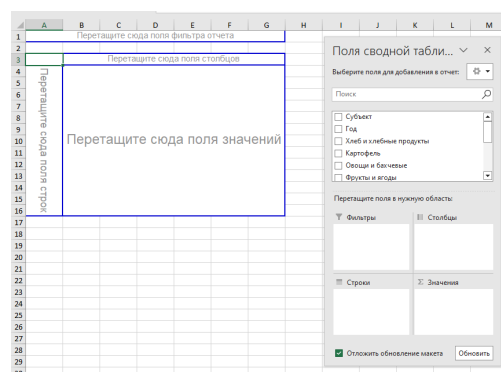 A B C D E F G H I J K L M
1 Перетащите сюда поля фильтра отчета
2
3 Перетащите сюда поля столбцов
4
5
6
7
8
9
10
11
12
13
14
15
16
17
18
19
20
21
22
23
24
25
26
27
28
29
Перетащите сюда поля строк
Перетащите сюда поля значений
Поля сводной табли...
Выберите поля для добавления в отчет:
Поиск
Субъект
Год
Хлеб и хлебные продукты
Картофель
Овощи и бахчевые
Фрукты и ягоды
Перетащите поля в нужную область:
Фильтры
Столбцы
Строки
Σ Значения
Отложить обновление макета Обновить